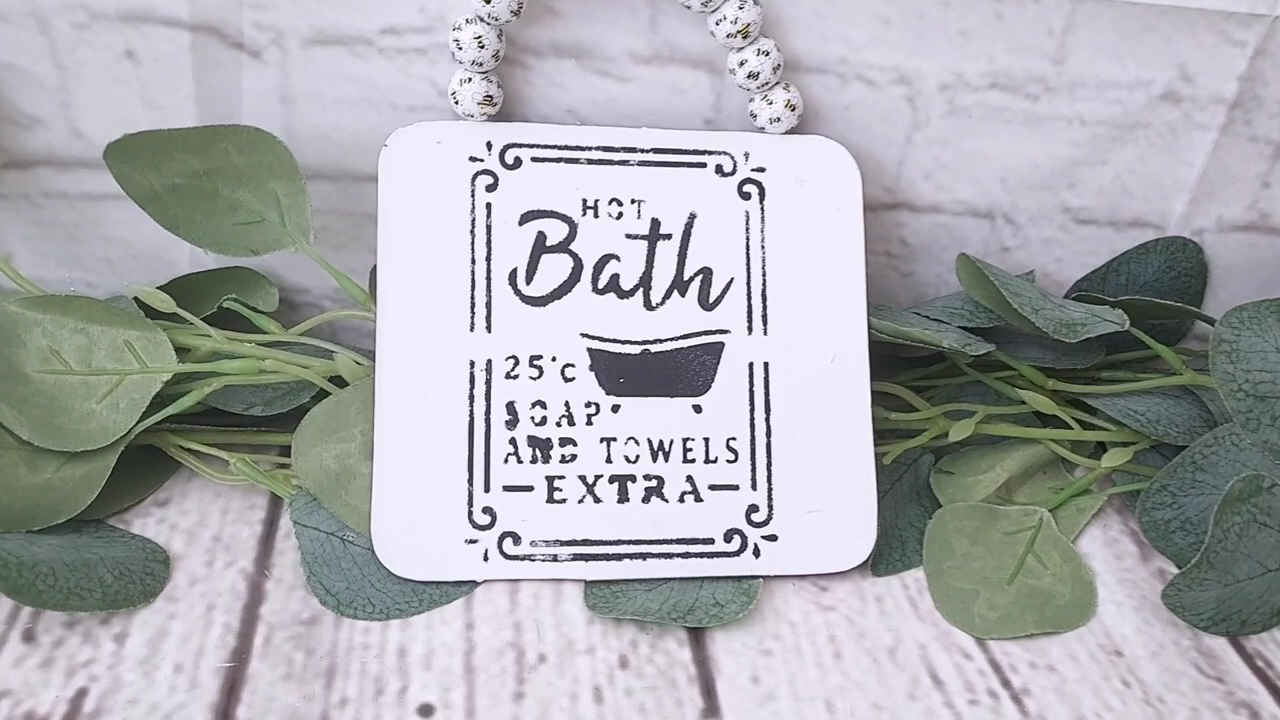 HOT
Bath
25'c
SOAP
AND TOWELS
-EXTRA-